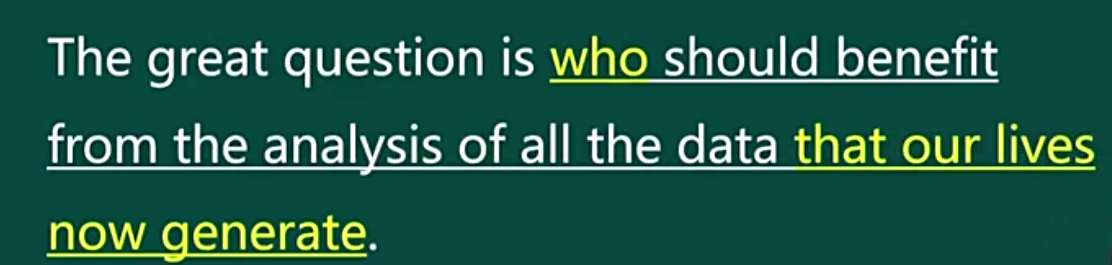 The great question is who should benefit
from the analysis of all the data that our lives
now generate.